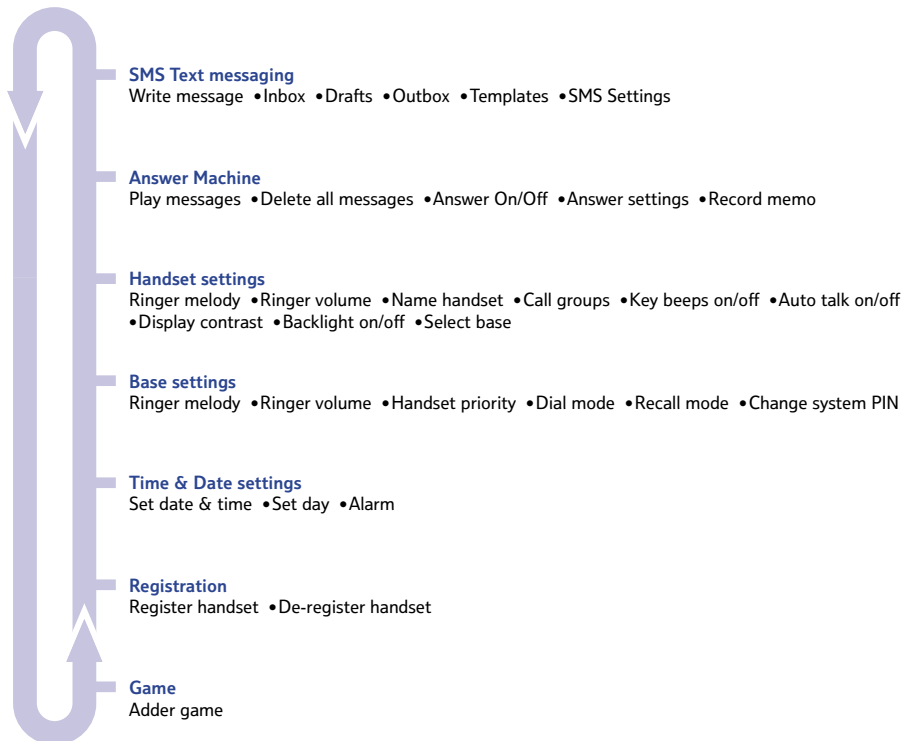 SMS Text messaging
Write message •Inbox •Drafts •Outbox •Templates •SMS Settings
Answer Machine
Play messages •Delete all messages •Answer On/Off •Answer settings •Record memo
Handset settings
Ringer melody •Ringer volume •Name handset •Call groups •Key beeps on/off •Auto talk on/off
•Display contrast •Backlight on/off •Select base
Base settings
Ringer melody •Ringer volume •Handset priority •Dial mode •Recall mode •Change system PIN
Time & Date settings
Set date & time •Set day •Alarm
Registration
Register handset •De-register handset
Game
Adder game